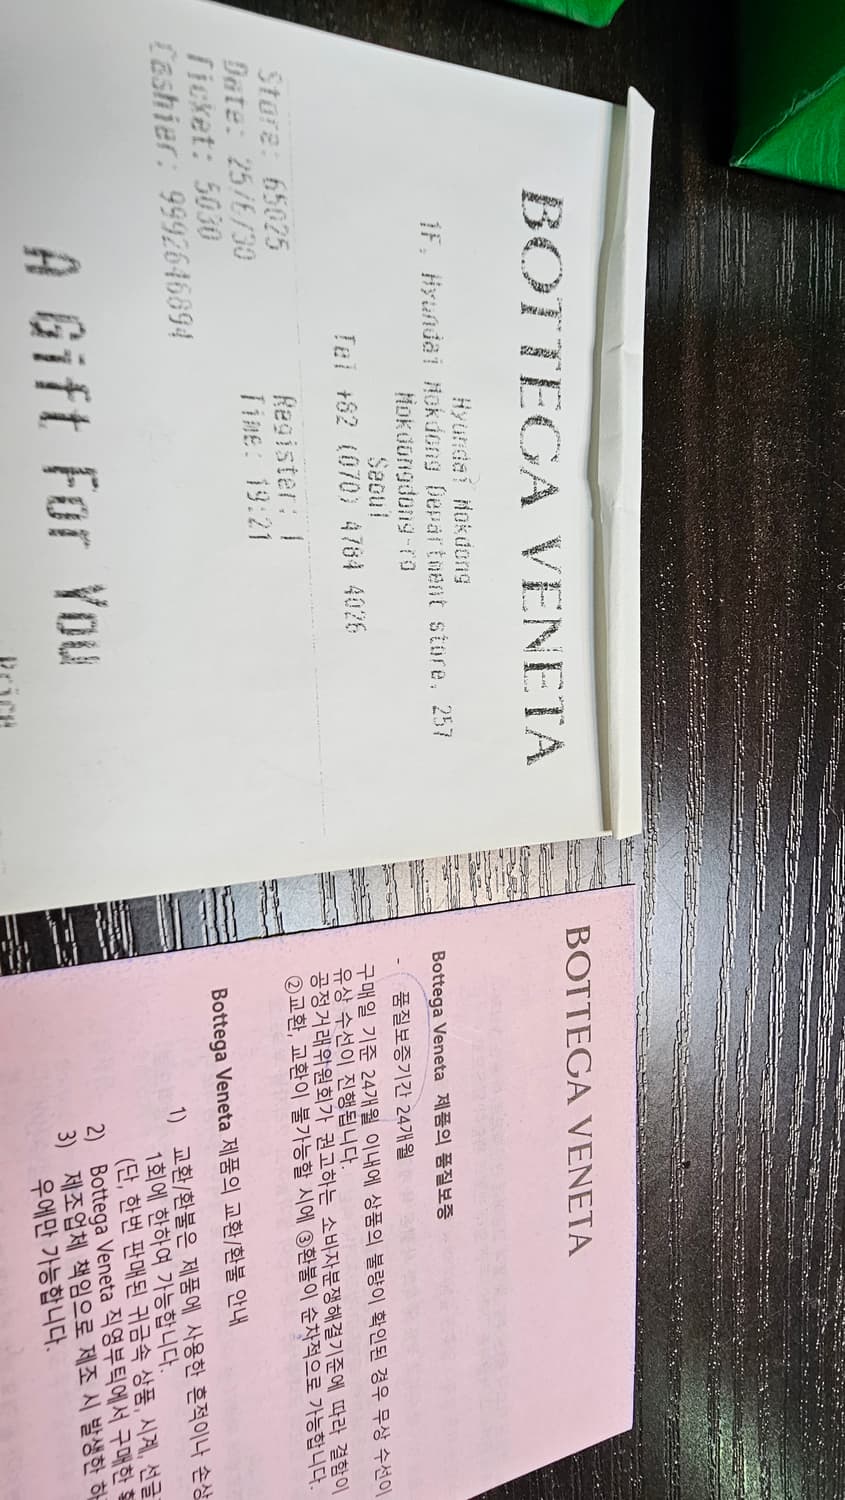 BOTTEGA VENETA
Hyundai Mokdong
1F, Hyundai Mokdong Department store, 257
Mokdongdong-ro
Seoul
Tel +82 (070) 4784 4026
Store: 65025 Register: 1
Date: 25/6/30 Time: 19:21
Ticket: 5030
Cashier: 9992646894
A Gift For You
BOTTEGA VENETA
Bottega Veneta 제품의 품질보증
- 품질보증기간 24개월
구매일 기준 24개월 이내에 상품의 불량이 확인된 경우 무상 수선이
유상 수선이 진행됩니다.
공정거래위원회가 권고하는 소비자분쟁해결기준에 따라 결함이
②교환, 교환이 불가능할 시에 ③환불이 순차적으로 가능합니다.
Bottega Veneta 제품의 교환/환불 안내
1) 교환/환불은 제품에 사용한 흔적이나 손상
1회에 한하여 가능합니다.
(단, 한번 판매된 귀금속 상품, 시계, 선글
2) Bottega Veneta 직영부티에서 구매한
3) 제조업체 책임으로 제조 시 발생한 하
우에만 가능합니다.